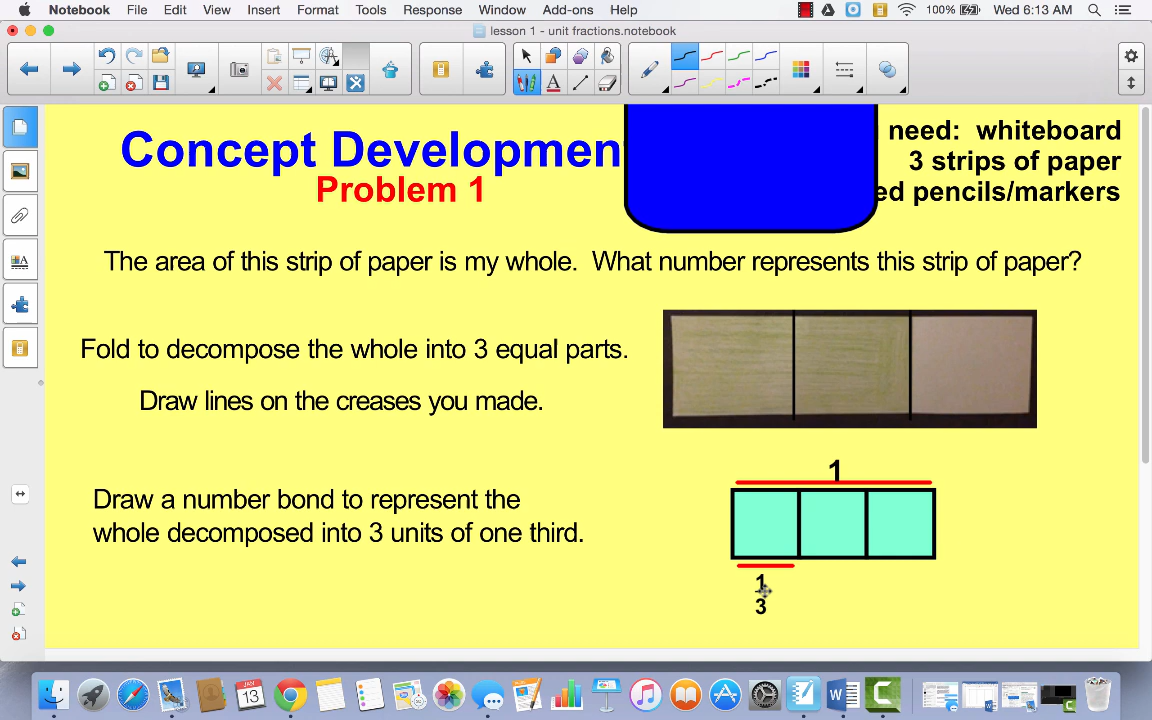 Notebook File Edit View Insert Format Tools Response Window Add-ons Help 100% Wed 6:13 AM
lesson 1 - unit fractions.notebook
Concept Developmen
Problem 1
need: whiteboard
3 strips of paper
ed pencils/markers
The area of this strip of paper is my whole. What number represents this strip of paper?
Fold to decompose the whole into 3 equal parts.
Draw lines on the creases you made.
1
Draw a number bond to represent the
whole decomposed into 3 units of one third.
1
3
JAN
13